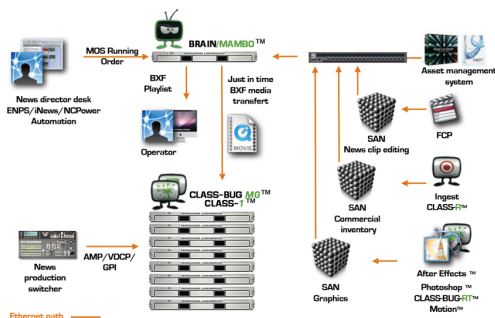 BRAIN/MAMBO™
MOS Running
Order
News director desk
ENPS/iNews/NCPower
Automation
BXF
Playlist
Just in time
BXF media
transfert
Operator
MOVIE
Asset management
system
SAN
News clip editing
FCP
SAN
Commercial
inventory
Ingest
CLASS-R™
CLASS-BUG MG™
CLASS-1™
News
production
switcher
AMP/VDCP/
GPI
SAN
Graphics
After Effects ™
Photoshop ™
CLASS-BUG-RT™
Motion™
Ethernet path